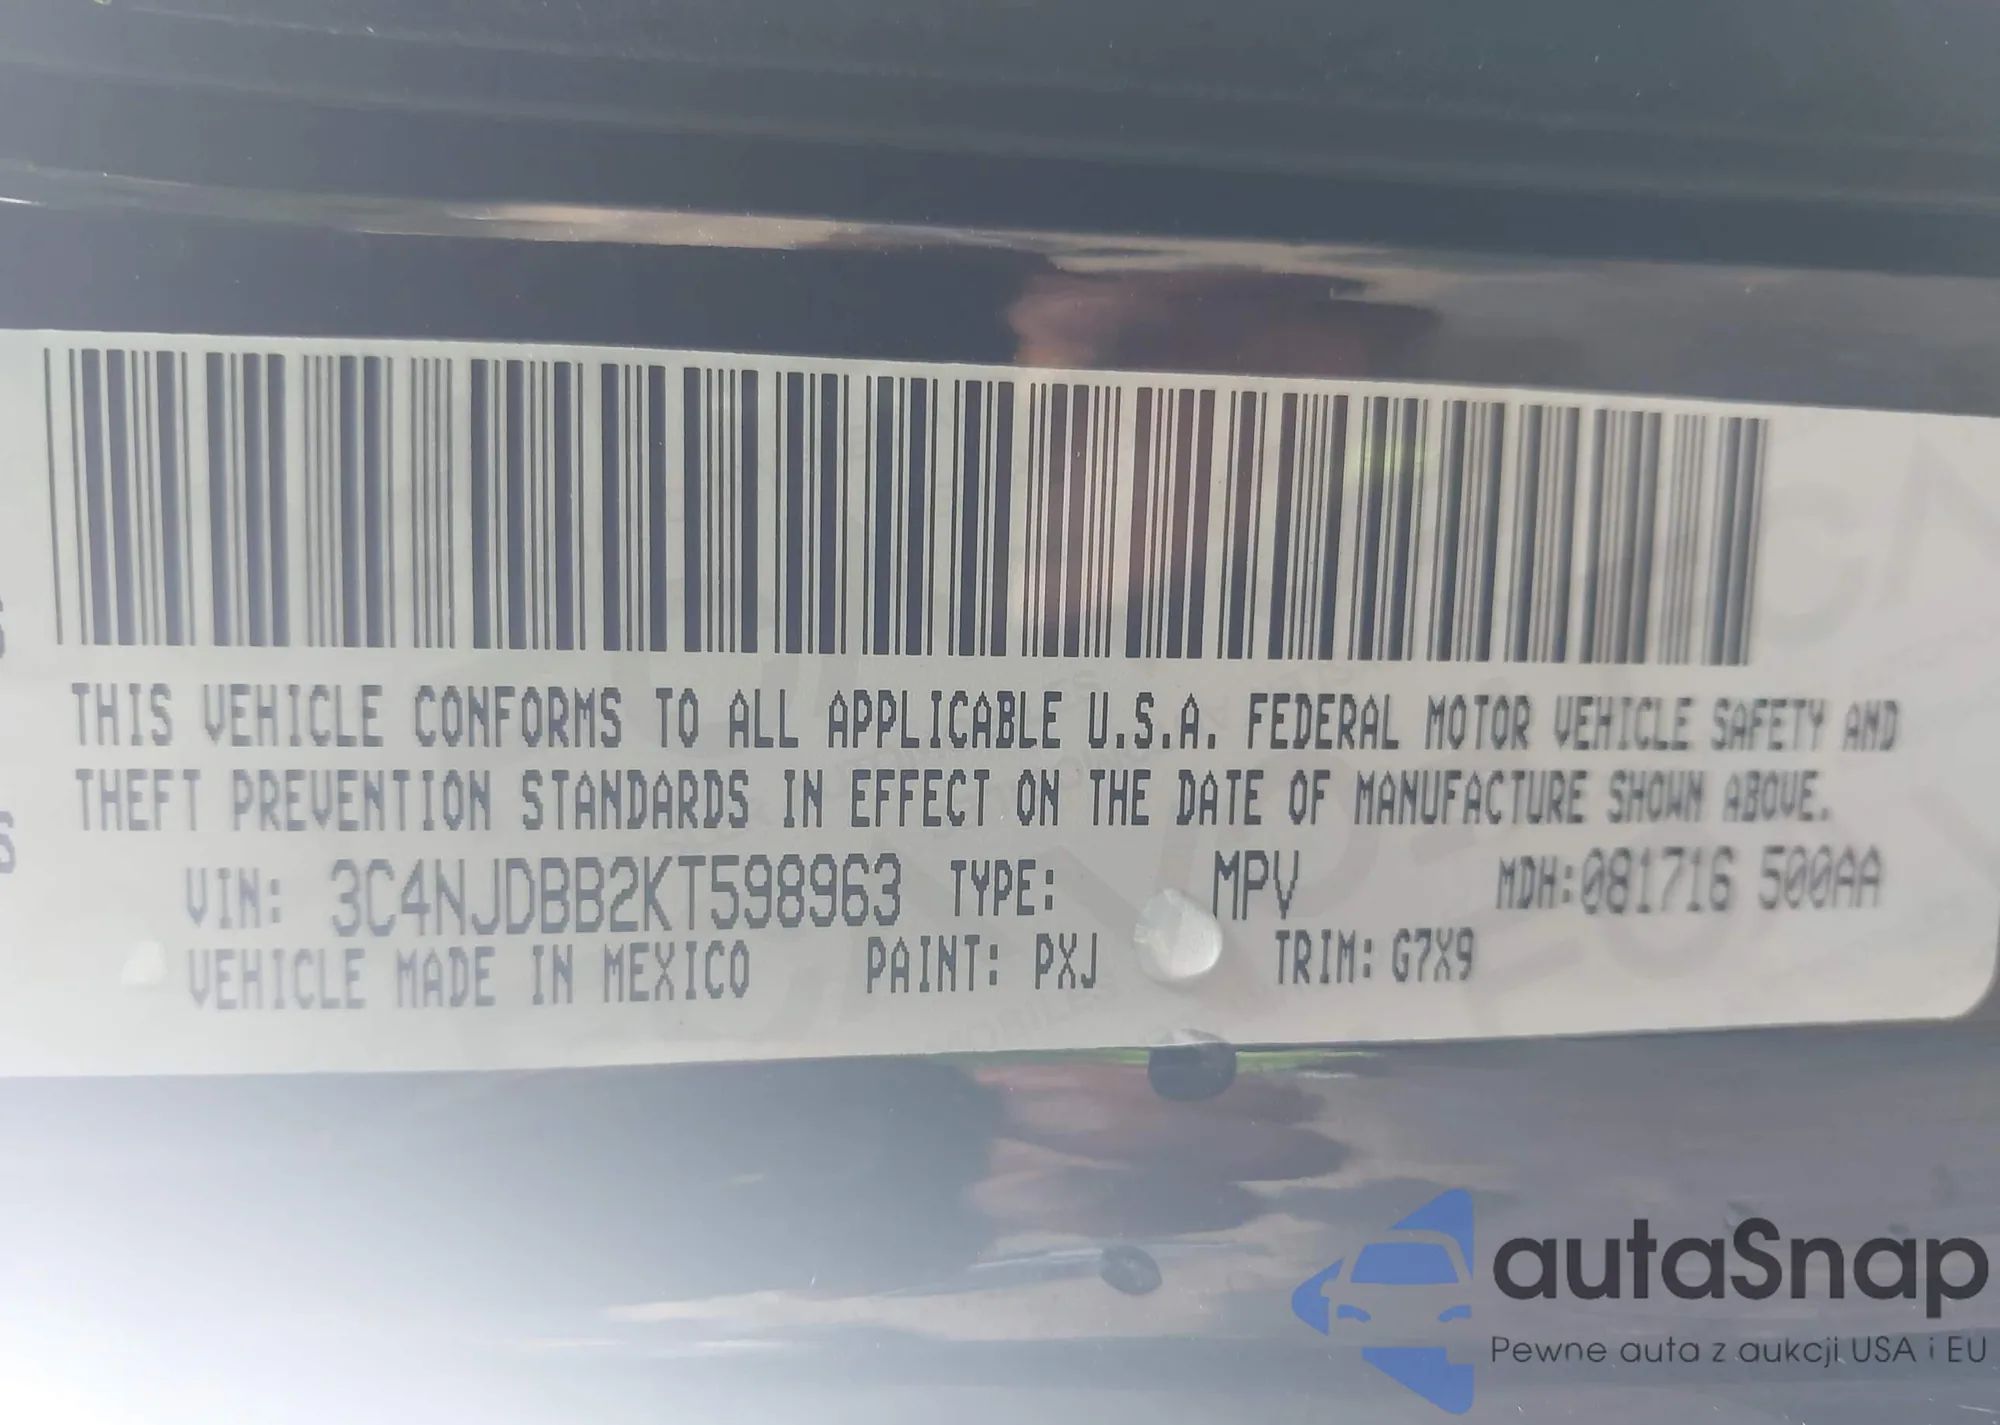 THIS VEHICLE CONFORMS TO ALL APPLICABLE U.S.A. FEDERAL MOTOR VEHICLE SAFETY AND
THEFT PREVENTION STANDARDS IN EFFECT ON THE DATE OF MANUFACTURE SHOWN ABOVE.
VIN: 3C4NJDBB2KT598963 TYPE: MPV MDH:081716 500AA
VEHICLE MADE IN MEXICO PAINT: PXJ TRIM: G7X9
autaSnap
Pewne auta z aukcji USA i EU